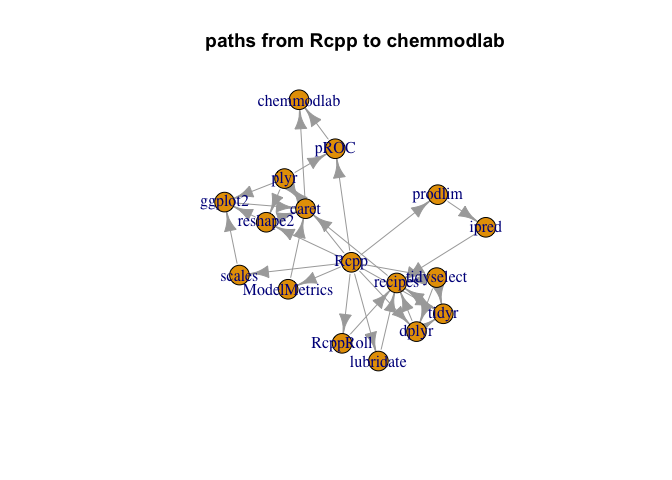 paths from Rcpp to chemmodlab
chemmodlab
pROC
plyr
prodlim
ggplot2
caret
reshape2
ipred
Rcpp
scales
tidyselect
recipes
ModelMetrics
tidyr
dplyr
RcppRoll
lubridate